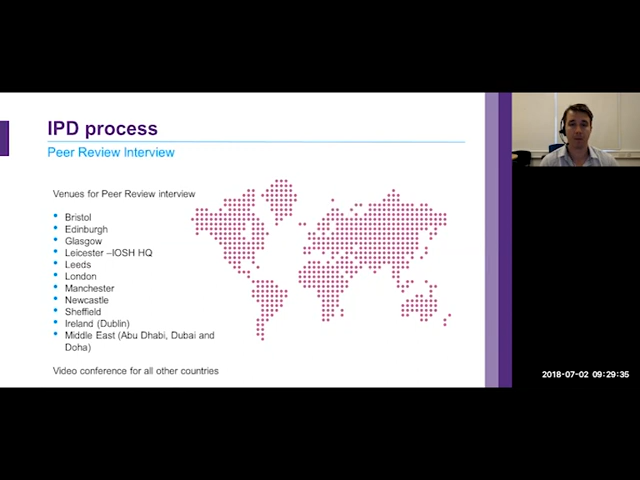 IPD process
Peer Review Interview
Venues for Peer Review interview
Bristol
Edinburgh
Glasgow
Leicester –IOSH HQ
Leeds
London
Manchester
Newcastle
Sheffield
Ireland (Dublin)
Middle East (Abu Dhabi, Dubai and
Doha)
Video conference for all other countries
2018-07-02 09:29:35